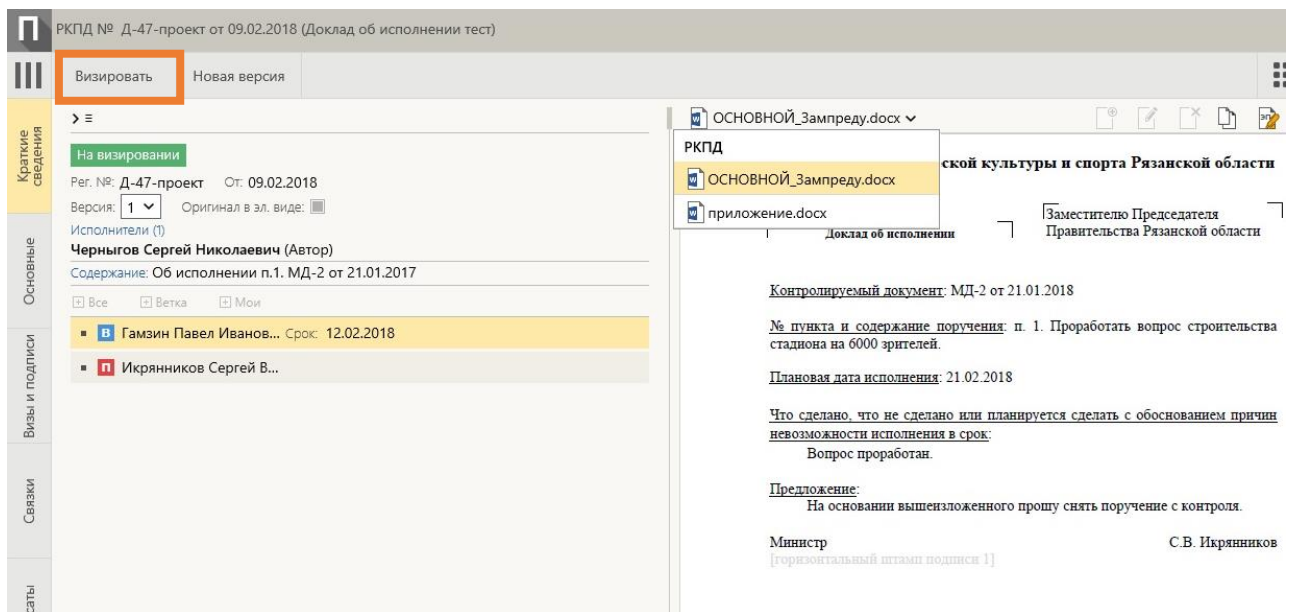 П
РКПД № Д-47-проект от 09.02.2018 (Доклад об исполнении тест)
Визировать Новая версия
Краткие сведения
Основные
Визы и подписи
Связки
На визировании
Рег. №: Д-47-проект От: 09.02.2018
Версия: 1 Оригинал в эл. виде:
Исполнители (1)
Черныгов Сергей Николаевич (Автор)
Содержание: Об исполнении п.1. МД-2 от 21.01.2017
Все Ветка Мои
В Гамзин Павел Иванов... Срок: 12.02.2018
П Икрянников Сергей В...
ОСНОВНОЙ_Зампреду.docx
РКПД
ОСНОВНОЙ_Зампреду.docx
приложение.docx
ской культуры и спорта Рязанской области
Заместителю Председателя
Правительства Рязанской области
Доклад об исполнении
Контролируемый документ: МД-2 от 21.01.2018
№ пункта и содержание поручения: п. 1. Проработать вопрос строительства
стадиона на 6000 зрителей.
Плановая дата исполнения: 21.02.2018
Что сделано, что не сделано или планируется сделать с обоснованием причин
невозможности исполнения в срок:
Вопрос проработан.
Предложение:
На основании вышеизложенного прошу снять поручение с контроля.
Министр С.В. Икрянников
[горизонтальный штамп подписи 1]